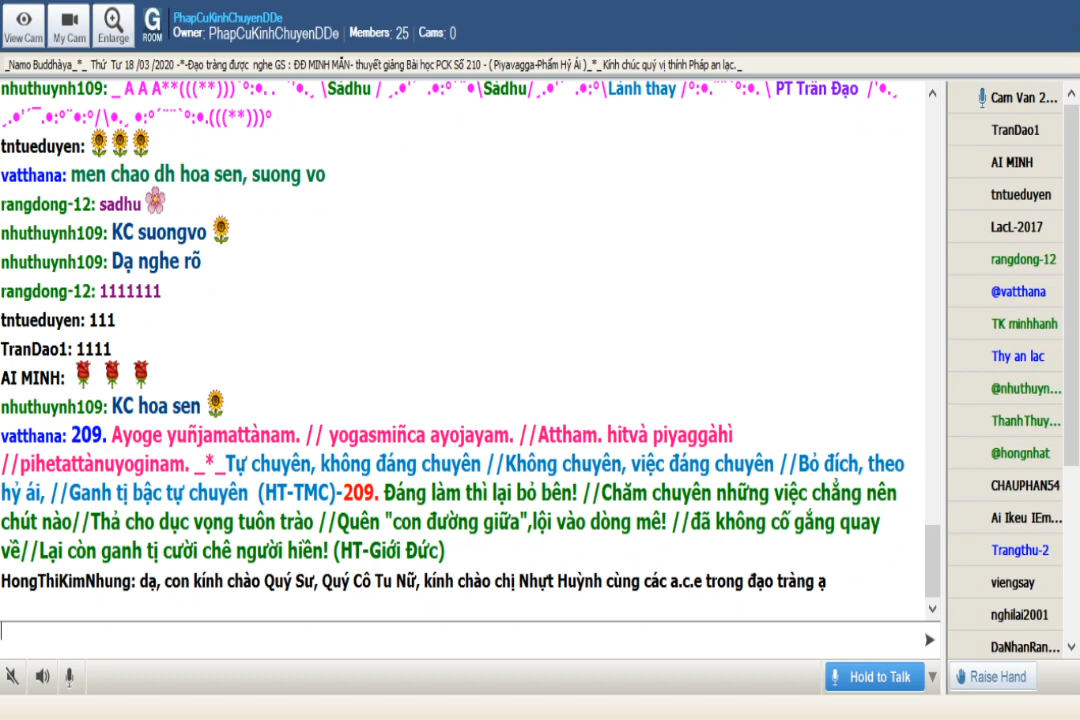 PhapCuKinhChuyenDDe
Owner: PhapCuKinhChuyenDDe | Members: 25 | Cams: 0
View Cam My Cam Enlarge G ROOM
_Namo Buddhàya_*_ Thứ Tư 18 /03 /2020 -*-Đạo tràng được nghe GS : ĐĐ MINH MẪN- thuyết giảng Bài học PCK Số 210 - ( Piyavagga-Phẩm Hỷ Ái )_*_ Kính chúc quý vị thính Pháp an lạc._
nhuthuynh109: _ A A A**(((**)))
\Sādhu / \Sādhu/ \Lành thay / \ PT Trân Đạo /
(((**)))°
tntueduyen:
vatthana: men chao dh hoa sen, suong vo
rangdong-12: sadhu
nhuthuynh109: KC suongvo
nhuthuynh109: Dạ nghe rõ
rangdong-12: 1111111
tntueduyen: 111
TranDao1: 1111
AI MINH:
nhuthuynh109: KC hoa sen
vatthana: 209. Ayoge yuñjamattànam. // yogasmiñca ayojayam. //Attham. hitvà piyaggàhì
//pihetattànuyoginam. _*_Tự chuyên, không đáng chuyên //Không chuyên, việc đáng chuyên //Bỏ đích, theo
hỷ ái, //Ganh tị bậc tự chuyên (HT-TMC)-209. Đáng làm thì lại bỏ bên! //Chăm chuyên những việc chẳng nên
chút nào//Thả cho dục vọng tuôn trào //Quên "con đường giữa",lội vào dòng mê! //đã không cố gắng quay
về//Lại còn ganh tị cười chê người hiền! (HT-Giới Đức)
HongThiKimNhung: dạ, con kính chào Quý Sư, Quý Cô Tu Nữ, kính chào chị Nhựt Huỳnh cùng các a.c.e trong đạo tràng ạ
Cam Van 2...
TranDao1
AI MINH
tntueduyen
LacL-2017
rangdong-12
@vatthana
TK minhhanh
Thy an lac
@nhuthuyn...
ThanhThuy...
@hongnhat
CHAUPHAN54
Ai Ikeu IEm...
Trangthu-2
viengsay
nghilai2001
DaNhanRan...
Hold to Talk
Raise Hand